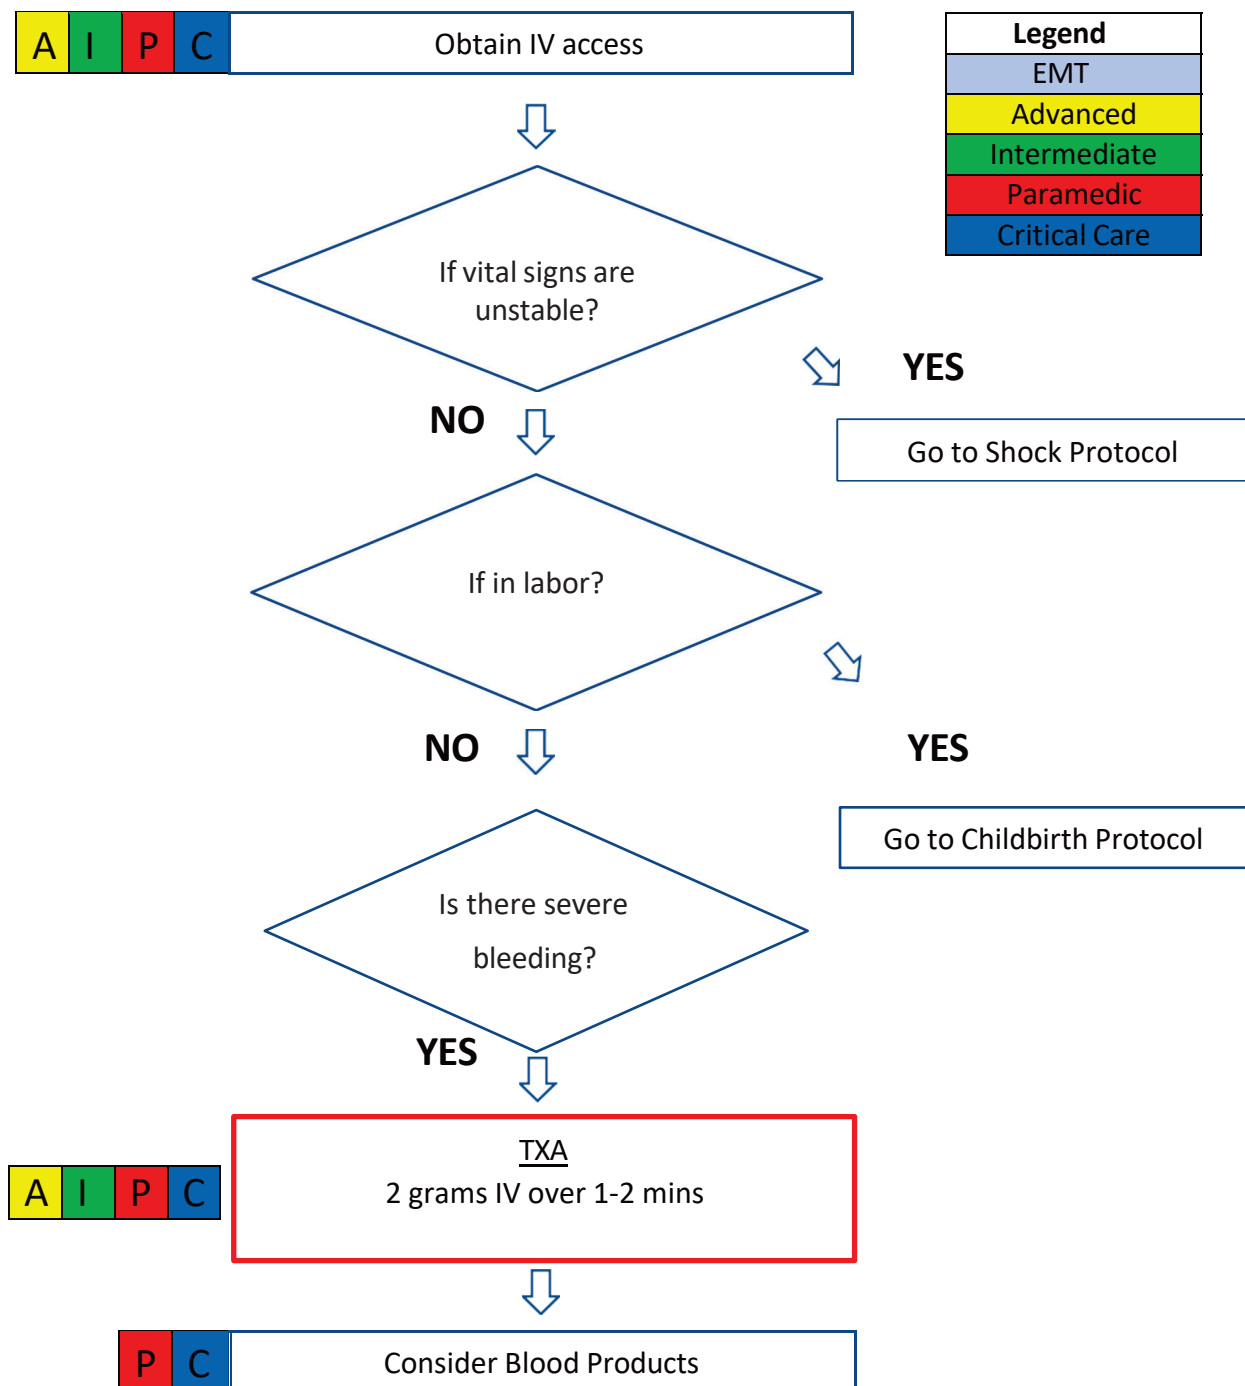 A I P C Obtain IV access
Legend
EMT
Advanced
Intermediate
Paramedic
Critical Care
If vital signs are
unstable?
YES
NO
Go to Shock Protocol
If in labor?
NO
YES
Go to Childbirth Protocol
Is there severe
bleeding?
YES
TXA
A I P C 2 grams IV over 1-2 mins
P C Consider Blood Products